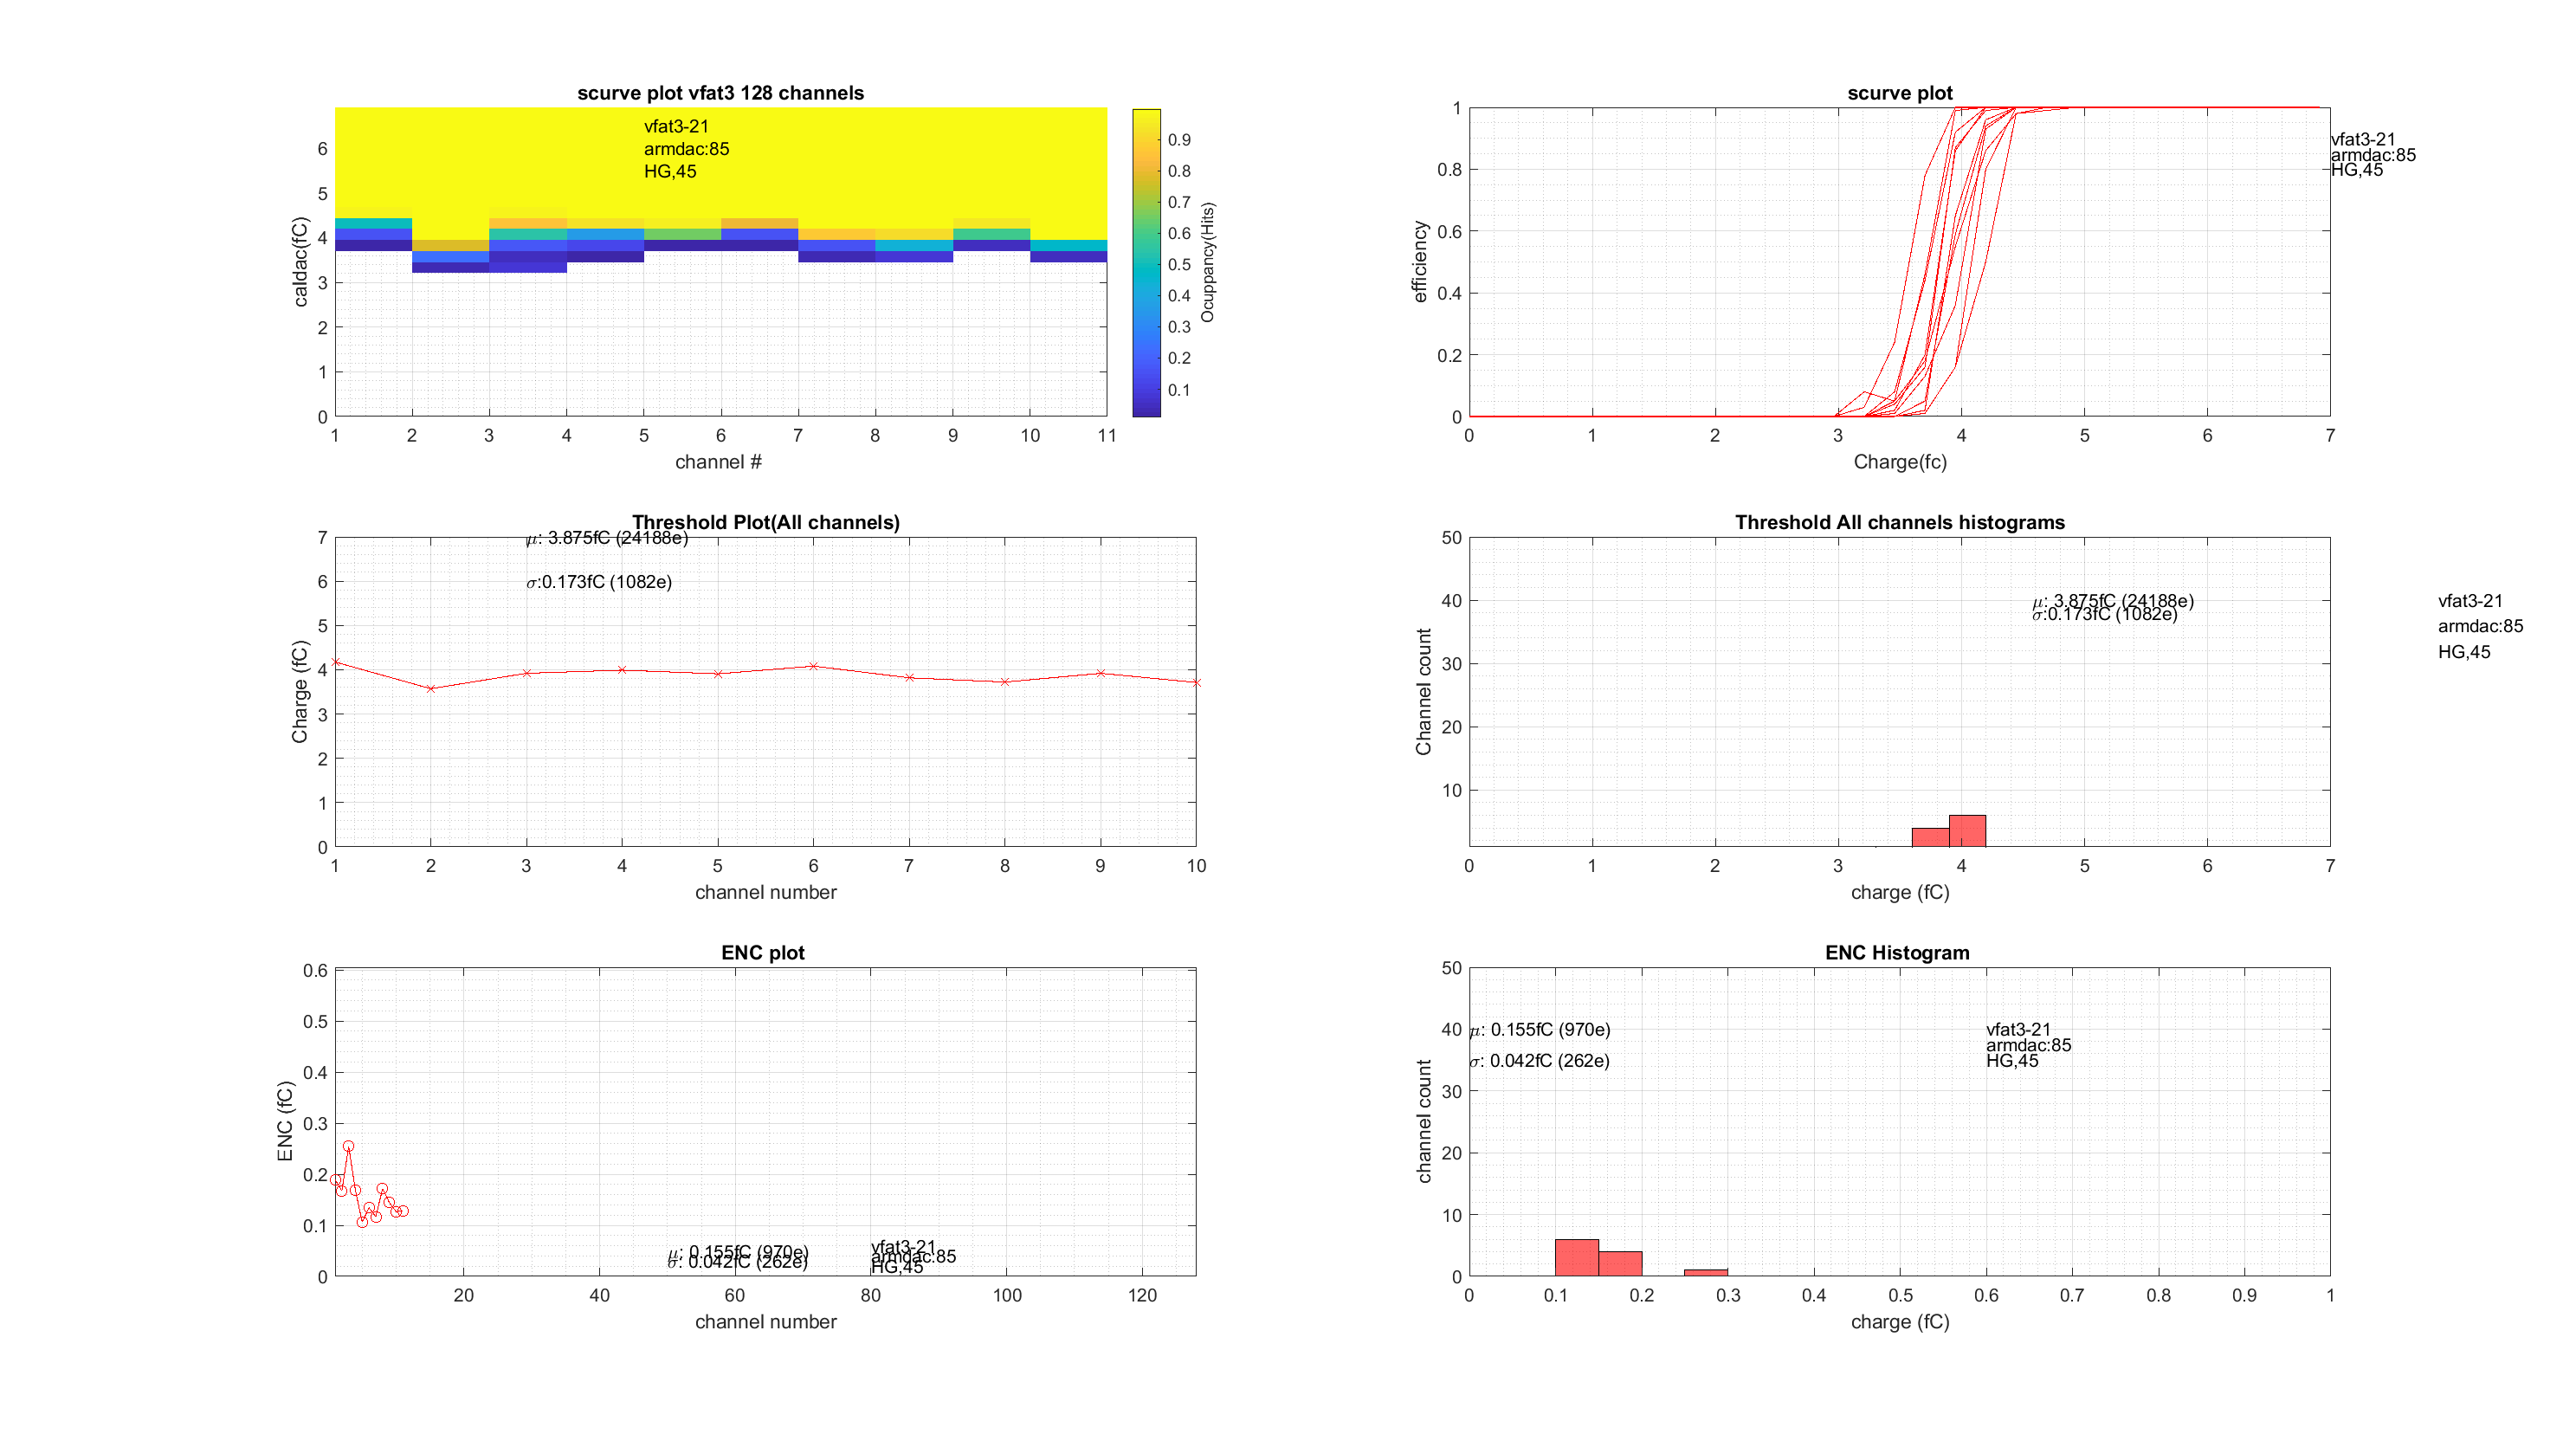 scurve plot vfat3 128 channels
vfat3-21
armdac:85
HG,45
caldac(fC)
6
5
4
3
2
1
0
1 2 3 4 5 6 7 8 9 10 11
channel #
0.9
0.8
0.7
0.6
0.5
0.4
0.3
0.2
0.1
Ocuppancy(Hits)
scurve plot
efficiency
1
0.8
0.6
0.4
0.2
0
0 1 2 3 4 5 6 7
Charge(fc)
vfat3-21
armdac:85
HG,45
Threshold Plot(All channels)
μ: 3.875fC (24188e)
σ:0.173fC (1082e)
Charge (fC)
7
6
5
4
3
2
1
0
1 2 3 4 5 6 7 8 9 10
channel number
Threshold All channels histograms
μ: 3.875fC (24188e)
σ:0.173fC (1082e)
Channel count
50
40
30
20
10
0 1 2 3 4 5 6 7
charge (fC)
vfat3-21
armdac:85
HG,45
ENC plot
ENC (fC)
0.6
0.5
0.4
0.3
0.2
0.1
0
μ: 0.155fC (970e)
σ: 0.042fC (262e)
vfat3-21
armdac:85
HG,45
20 40 60 80 100 120
channel number
ENC Histogram
channel count
50
40
30
20
10
0
μ: 0.155fC (970e)
σ: 0.042fC (262e)
vfat3-21
armdac:85
HG,45
0 0.1 0.2 0.3 0.4 0.5 0.6 0.7 0.8 0.9 1
charge (fC)